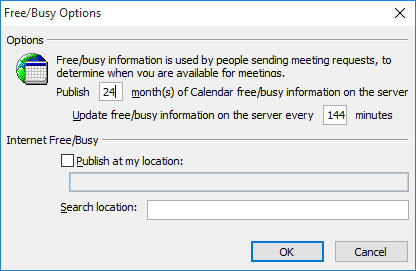 Free/Busy Options
Options
Free/busy information is used by people sending meeting requests, to
determine when you are available for meetings.
Publish 24 month(s) of Calendar free/busy information on the server
Update free/busy information on the server every 144 minutes
Internet Free/Busy
Publish at my location:
Search location:
OK Cancel